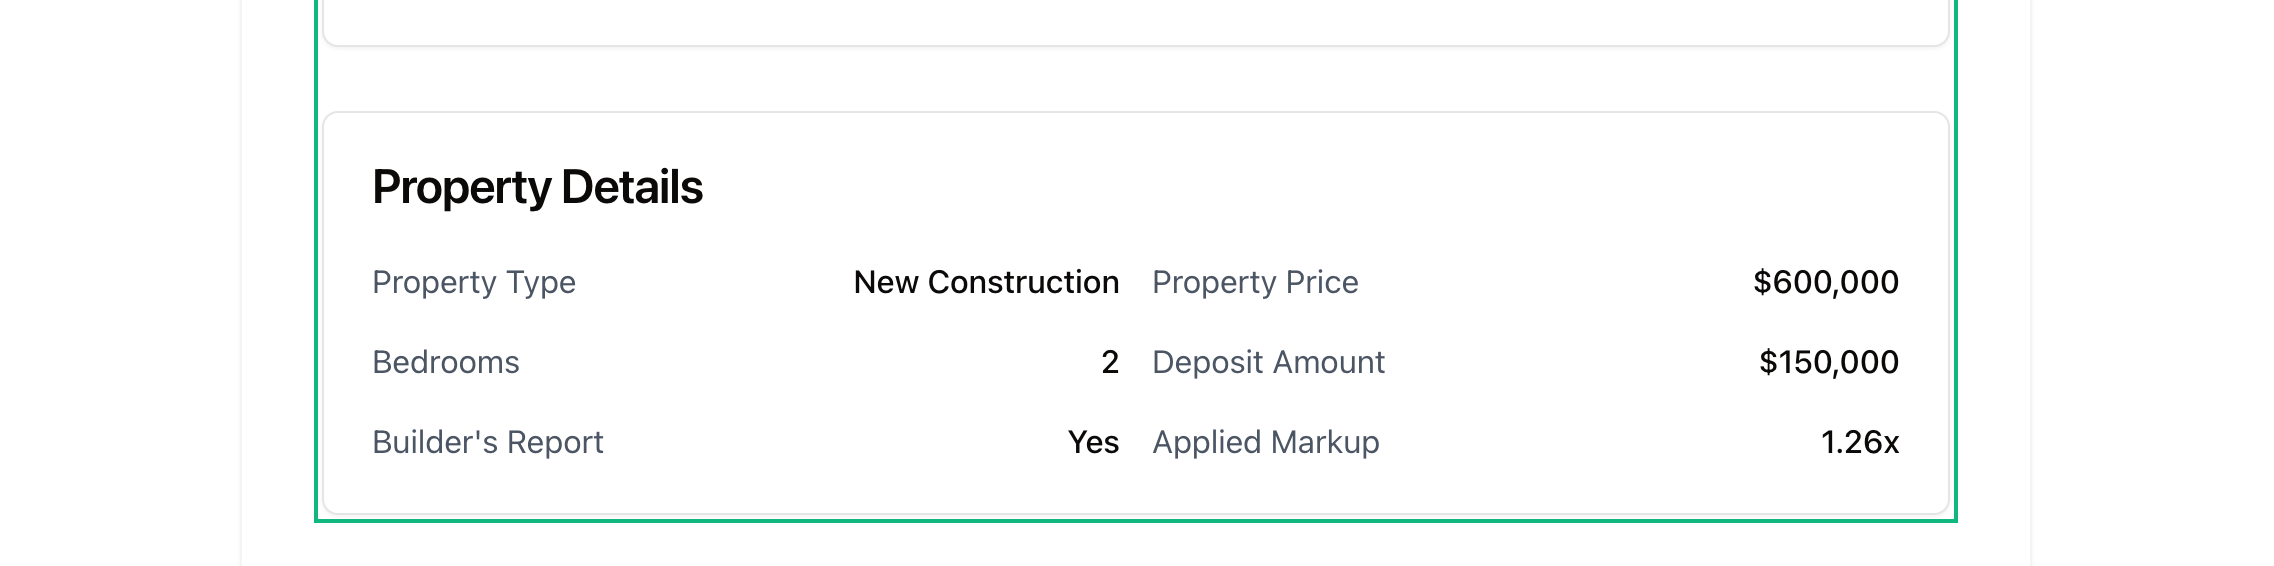 Property Details
Property Type New Construction Property Price $600,000
Bedrooms 2 Deposit Amount $150,000
Builder's Report Yes Applied Markup 1.26x